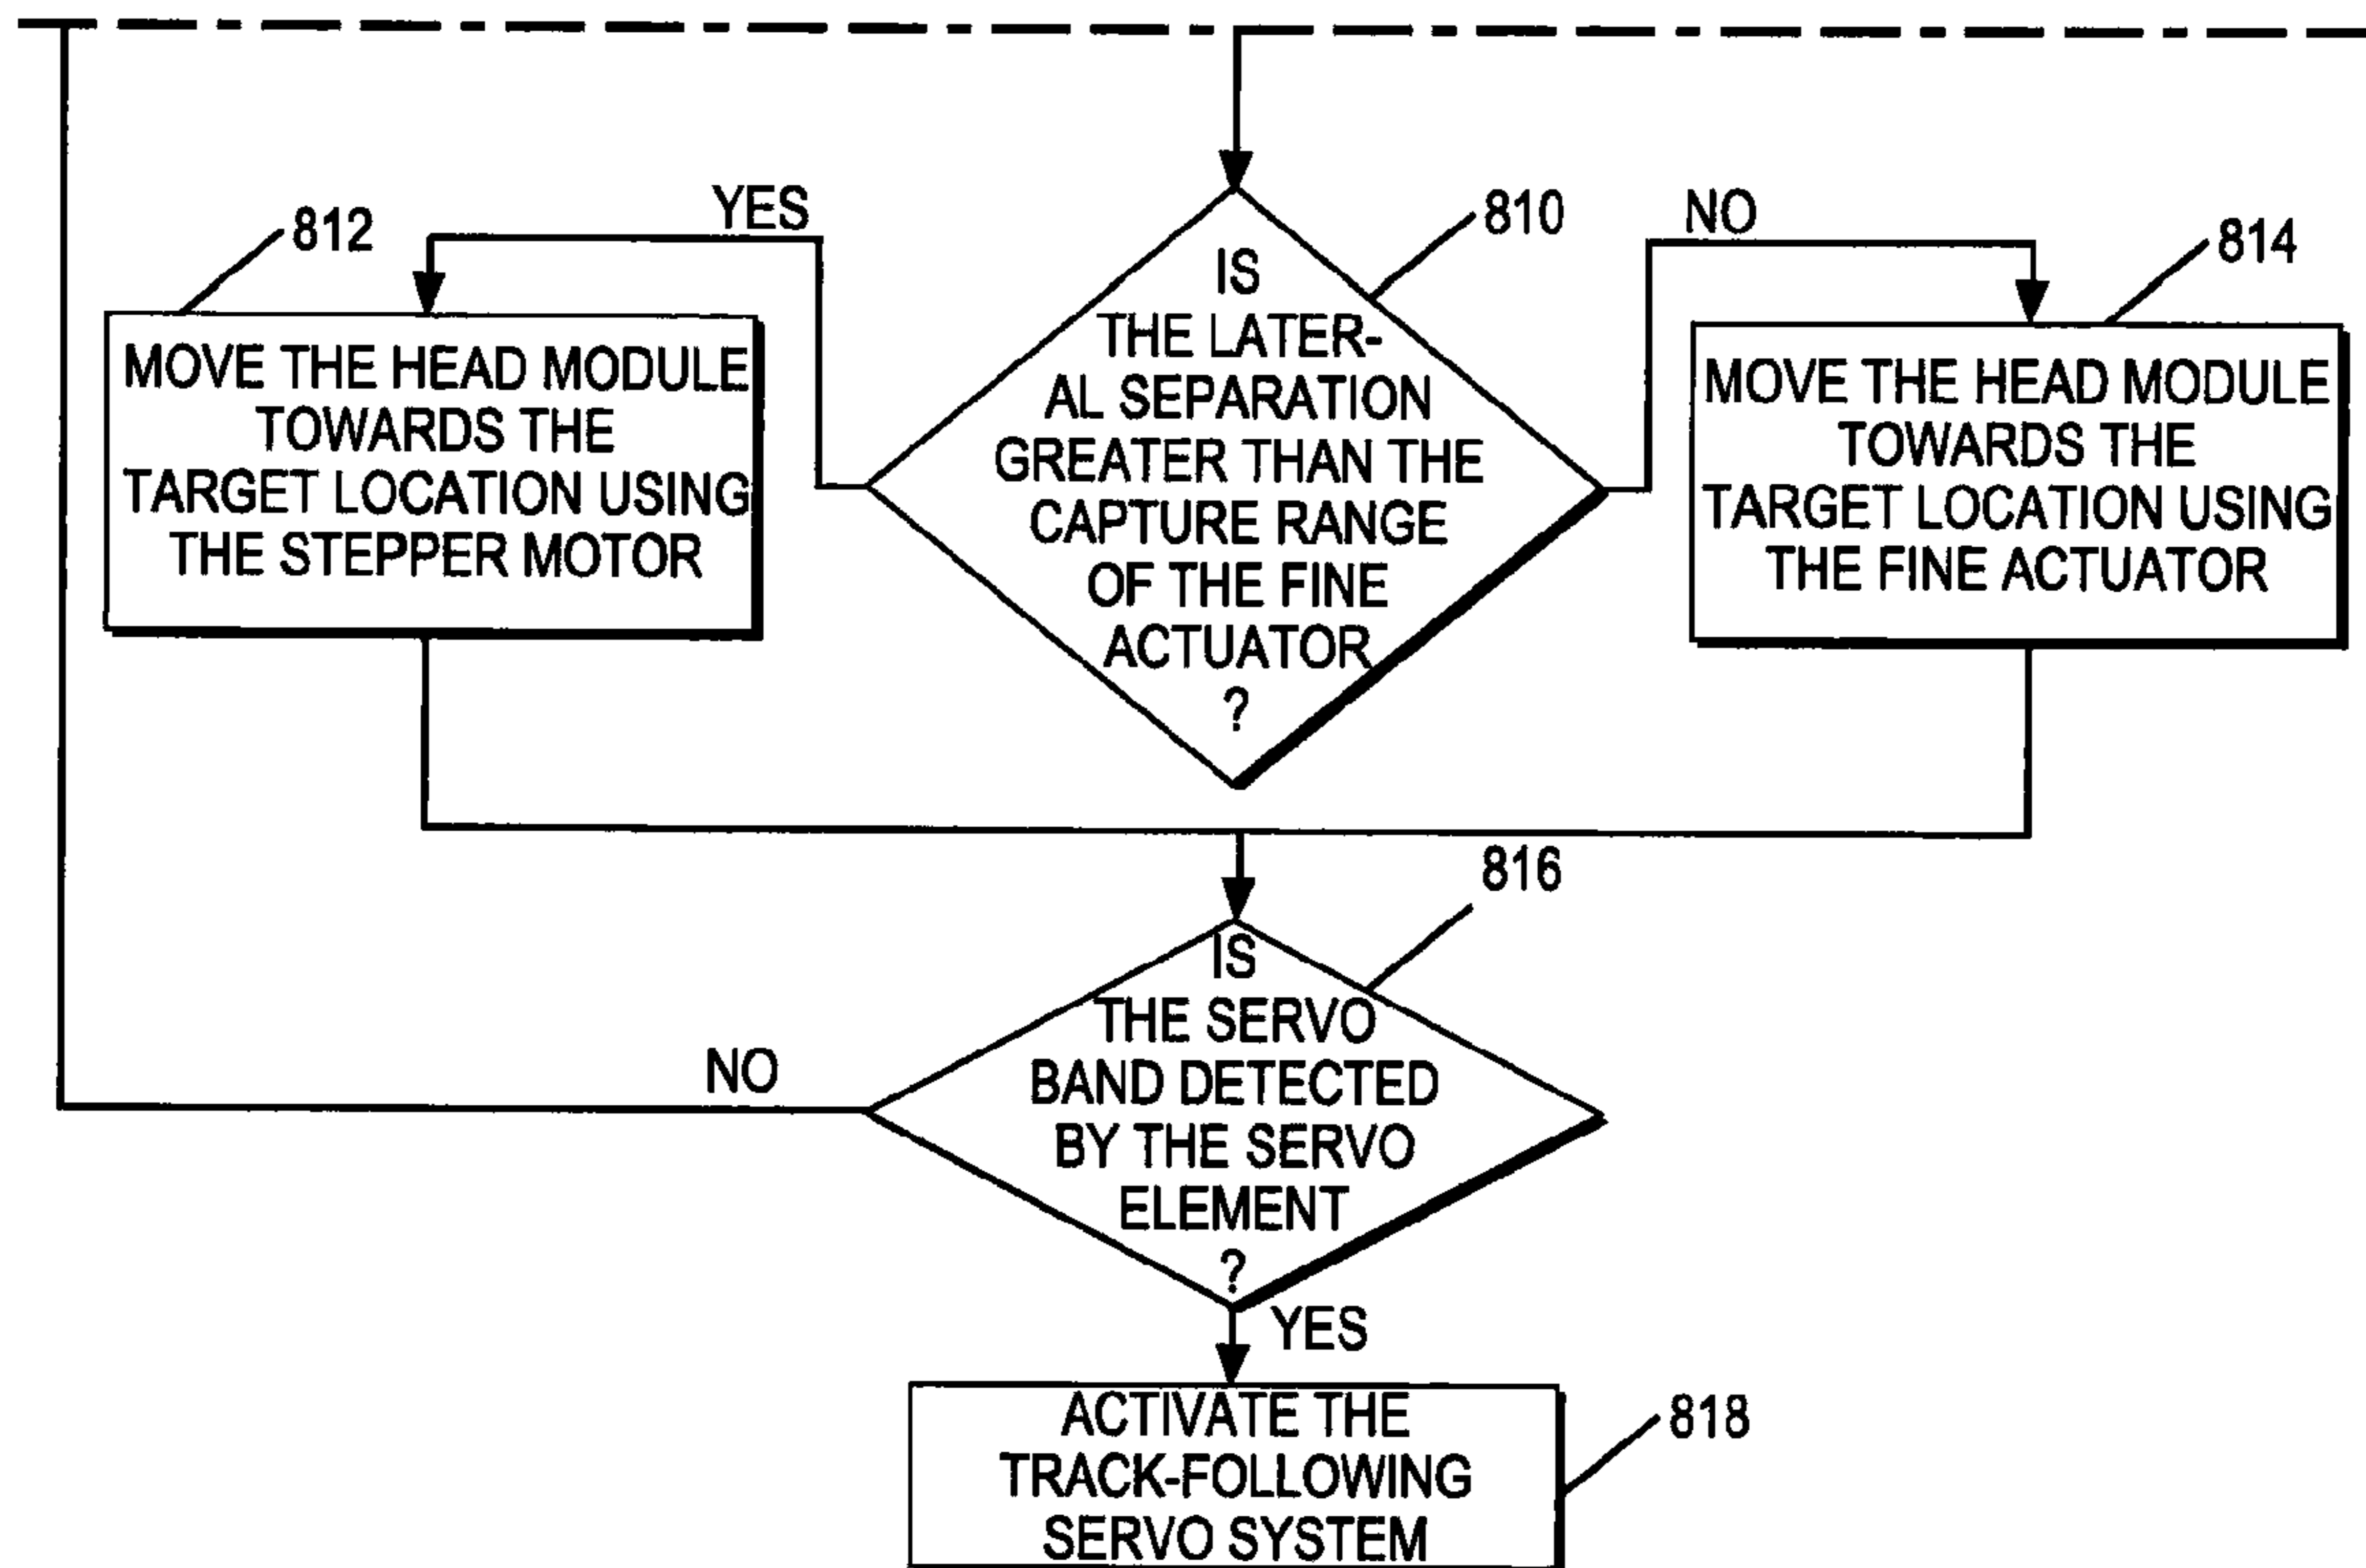 812
YES
810
NO
814
MOVE THE HEAD MODULE
TOWARDS THE
TARGET LOCATION USING
THE STEPPER MOTOR
IS
THE LATER-
AL SEPARATION
GREATER THAN THE
CAPTURE RANGE
OF THE FINE
ACTUATOR
?
MOVE THE HEAD MODULE
TOWARDS THE
TARGET LOCATION USING
THE FINE ACTUATOR
816
IS
THE SERVO
BAND DETECTED
BY THE SERVO
ELEMENT
?
NO
YES
ACTIVATE THE
TRACK-FOLLOWING
SERVO SYSTEM
818